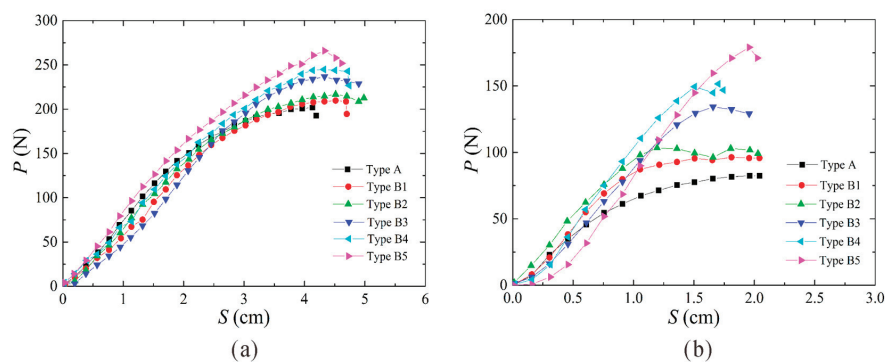 (a)
P (N)
300
250
200
150
100
50
0
0
1
2
3
4
5
6
S (cm)
Type A
Type B1
Type B2
Type B3
Type B4
Type B5
(b)
P (N)
200
150
100
50
0
0.0
0.5
1.0
1.5
2.0
2.5
3.0
S (cm)
Type A
Type B1
Type B2
Type B3
Type B4
Type B5